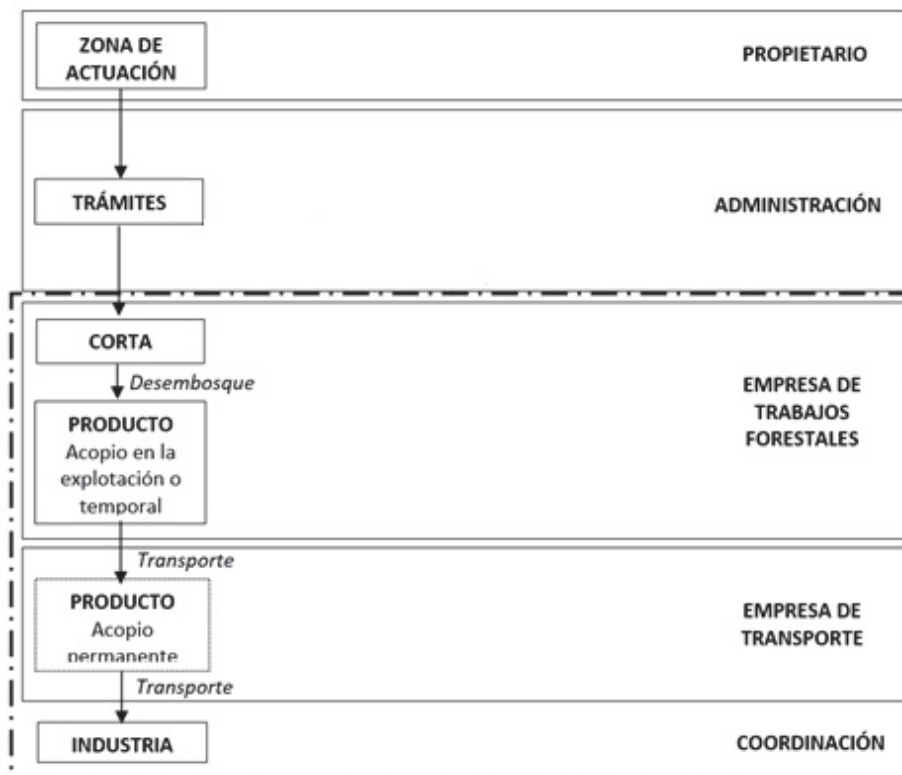 ZONA DE
ACTUACIÓN
PROPIETARIO
TRÁMITES
ADMINISTRACIÓN
CORTA
Desembosque
PRODUCTO
Acopio en la
explotación o
temporal
EMPRESA DE
TRABAJOS
FORESTALES
Transporte
PRODUCTO
Acopio
permanente
EMPRESA DE
TRANSPORTE
Transporte
INDUSTRIA
COORDINACIÓN